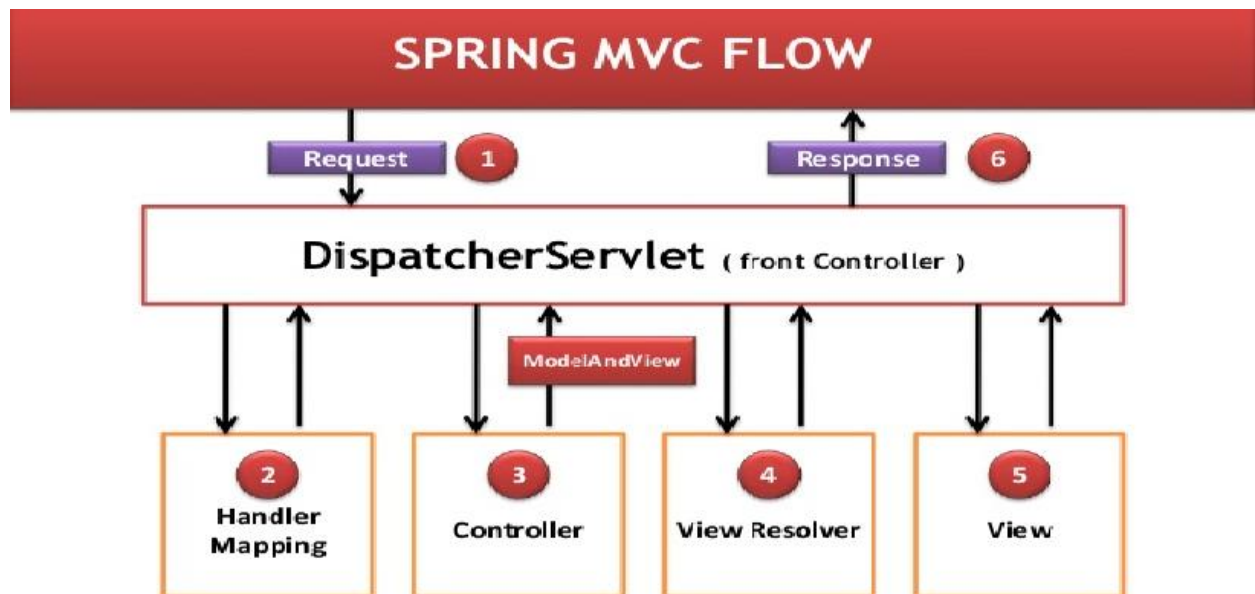 SPRING MVC FLOW
Request
1
Response
6
DispatcherServlet ( front Controller )
ModelAndView
2
Handler
Mapping
3
Controller
4
View Resolver
5
View